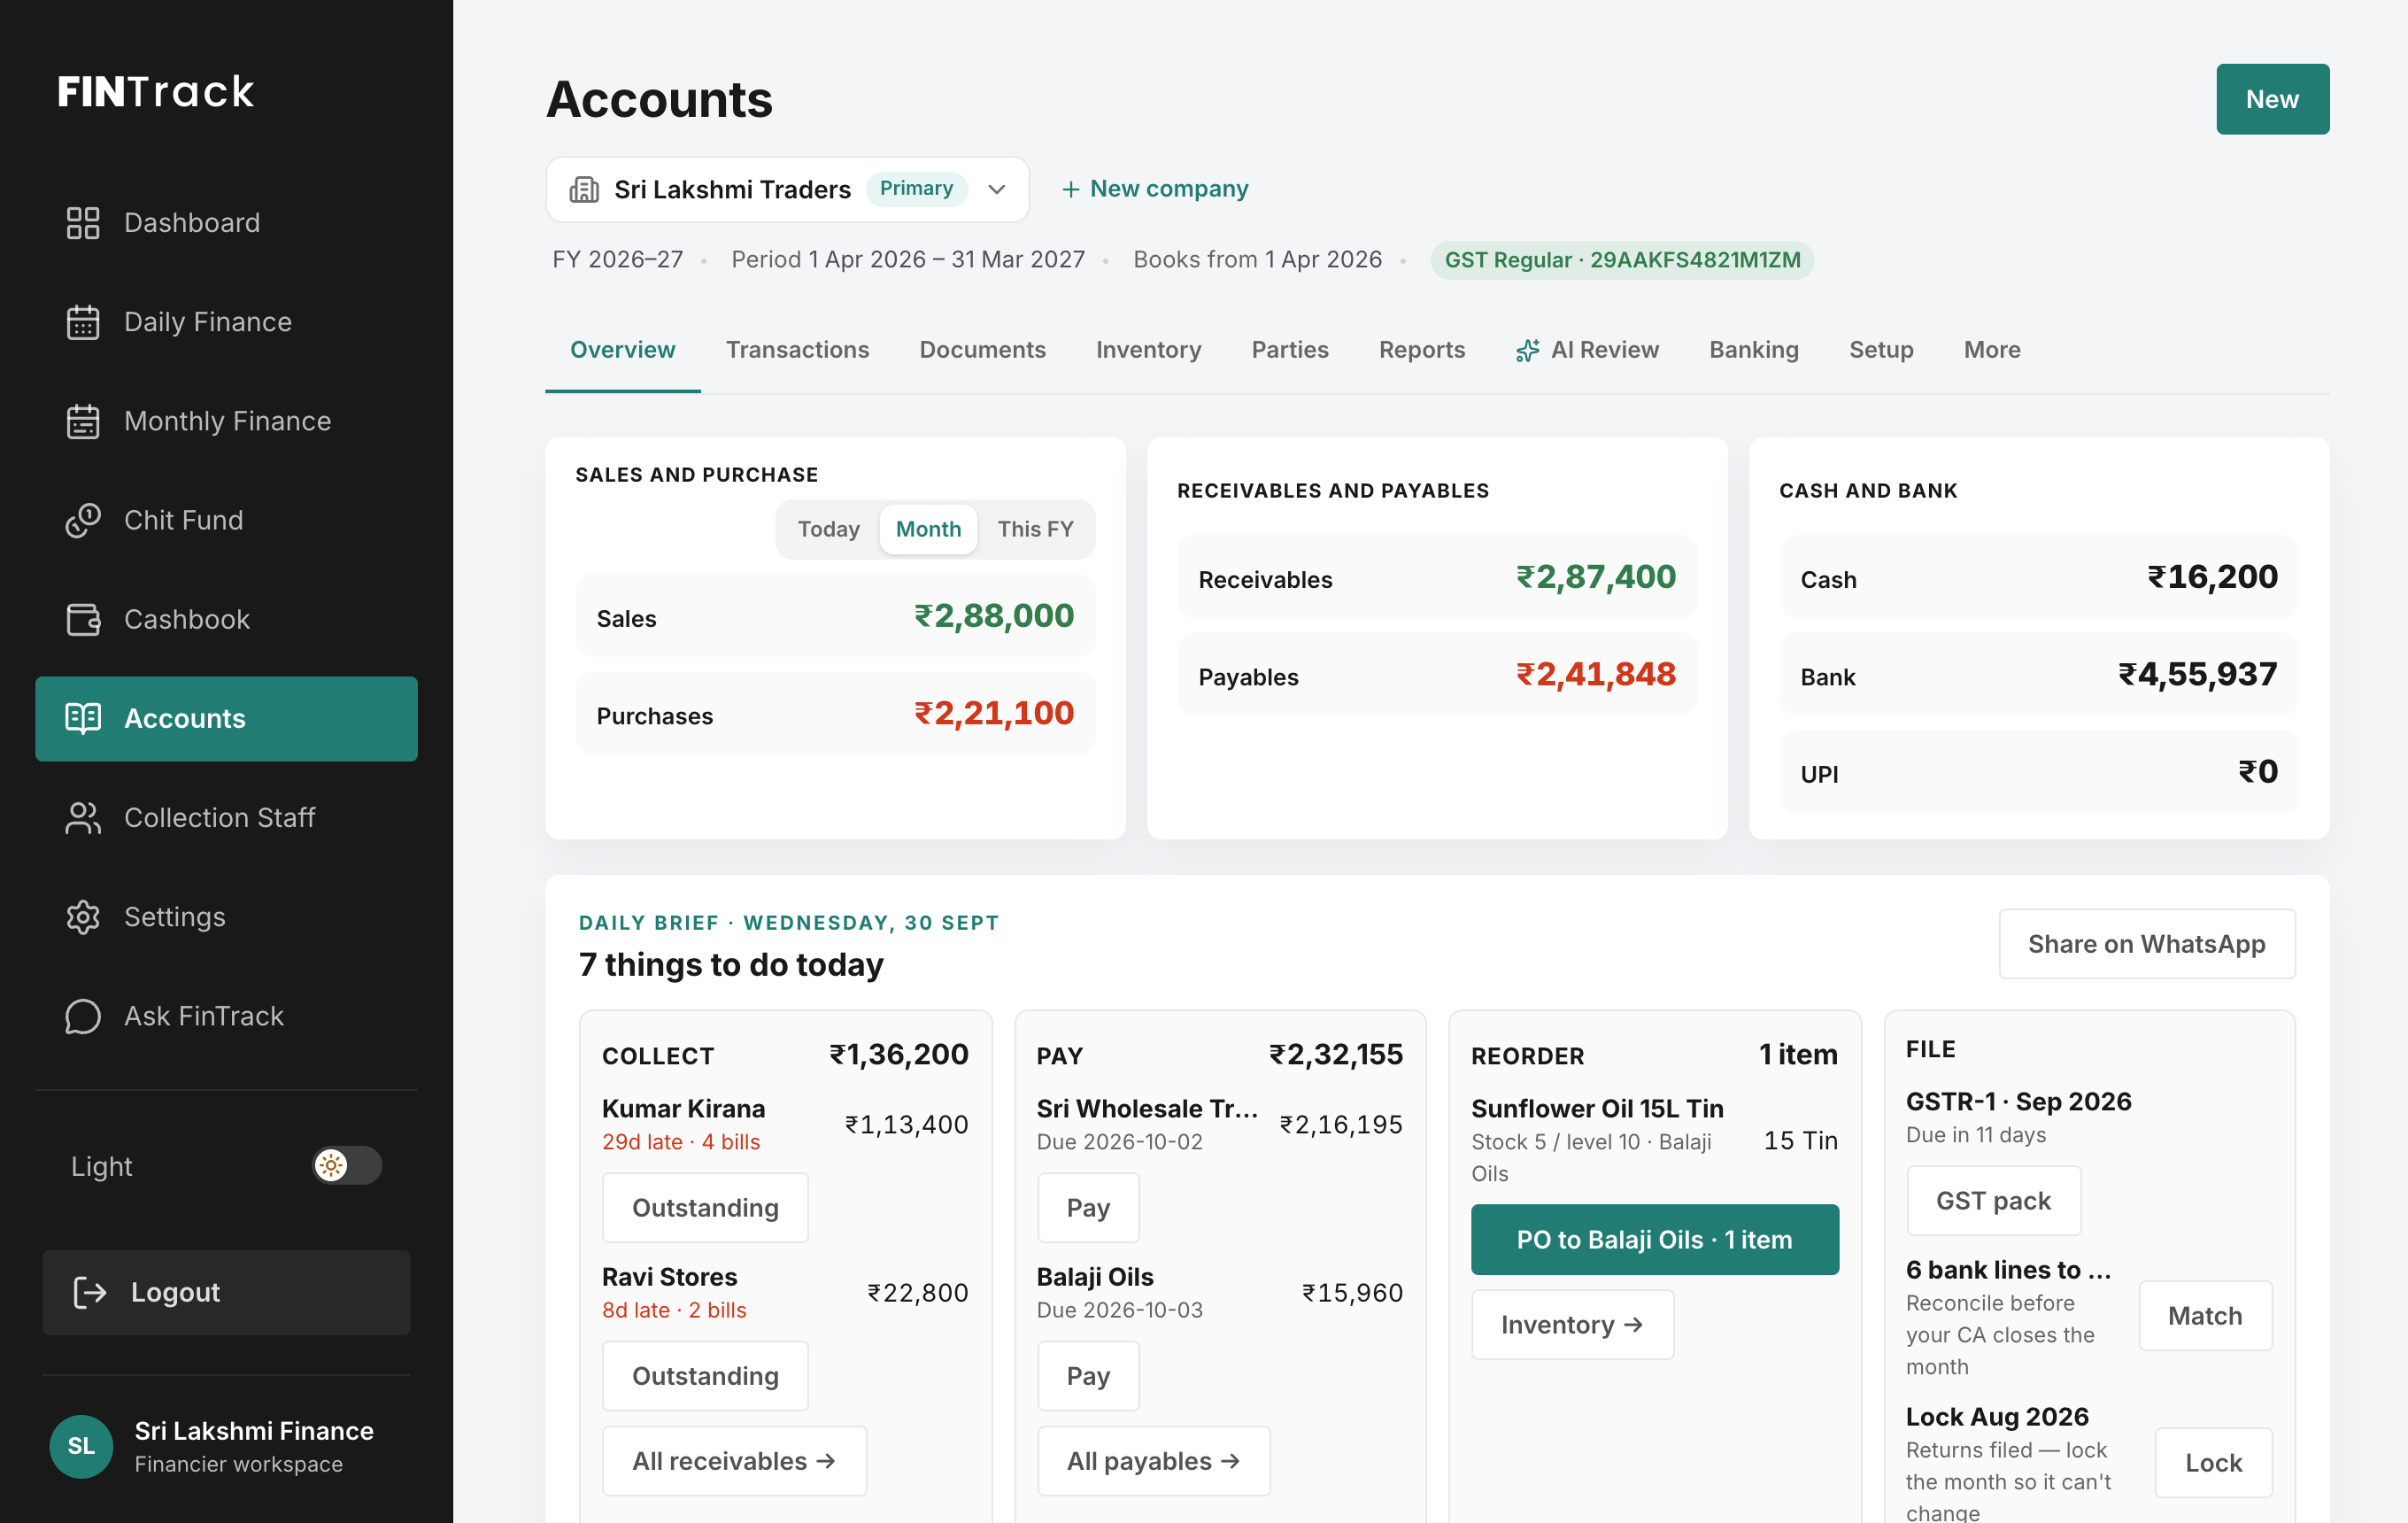 FINTrack
Dashboard
Daily Finance
Monthly Finance
Chit Fund
Cashbook
Accounts
Collection Staff
Settings
Ask FinTrack
Light
Logout
SL
Sri Lakshmi Finance
Financier workspace
Accounts
New
Sri Lakshmi Traders Primary
+ New company
FY 2026–27 • Period 1 Apr 2026 – 31 Mar 2027 • Books from 1 Apr 2026 • GST Regular · 29AAKFS4821M1ZM
Overview Transactions Documents Inventory Parties Reports AI Review Banking Setup More
SALES AND PURCHASE
Today Month This FY
Sales ₹2,88,000
Purchases ₹2,21,100
RECEIVABLES AND PAYABLES
Receivables ₹2,87,400
Payables ₹2,41,848
CASH AND BANK
Cash ₹16,200
Bank ₹4,55,937
UPI ₹0
DAILY BRIEF · WEDNESDAY, 30 SEPT
7 things to do today
Share on WhatsApp
COLLECT ₹1,36,200
Kumar Kirana ₹1,13,400
29d late · 4 bills
Outstanding
Ravi Stores ₹22,800
8d late · 2 bills
Outstanding
All receivables →
PAY ₹2,32,155
Sri Wholesale Tr... ₹2,16,195
Due 2026-10-02
Pay
Balaji Oils ₹15,960
Due 2026-10-03
Pay
All payables →
REORDER 1 item
Sunflower Oil 15L Tin
Stock 5 / level 10 · Balaji
Oils
15 Tin
PO to Balaji Oils · 1 item
Inventory →
FILE
GSTR-1 · Sep 2026
Due in 11 days
GST pack
6 bank lines to ...
Reconcile before
your CA closes the
month
Match
Lock Aug 2026
Returns filed — lock
the month so it can't
change
Lock